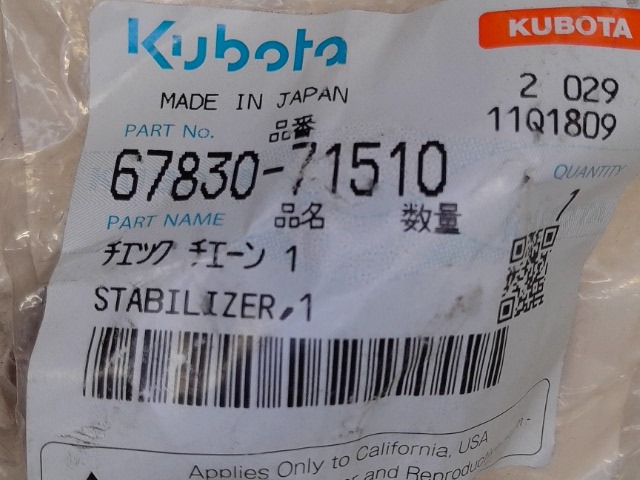 Kubota
KUBOTA
MADE IN JAPAN
2 029
11Q1809
PART No. 品番
67830-71510
QUANTITY
PART NAME 品名 数量 1
チエツク チエーン 1
STABILIZER,1
Applies Only to California, USA
and Reproductive